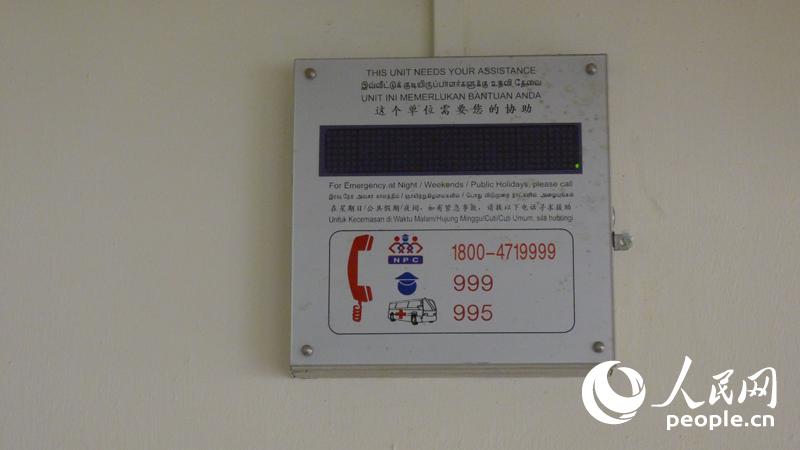 THIS UNIT NEEDS YOUR ASSISTANCE
இவ்வீட்டுக் குடியிருப்பாளர்களுக்கு உதவி தேவை
UNIT INI MEMERLUKAN BANTUAN ANDA
这个单位需要您的协助
For Emergency at Night / Weekends / Public Holidays, please call
在星期日/公共假期/夜间，如有紧急事故，请拨以下电话寻求援助
Untuk Kecemasan di Waktu Malam/Hujung Minggu/Cuti/Cuti Umum, sila hubungi
NPC
1800-4719999
999
995
人民网
people.cn